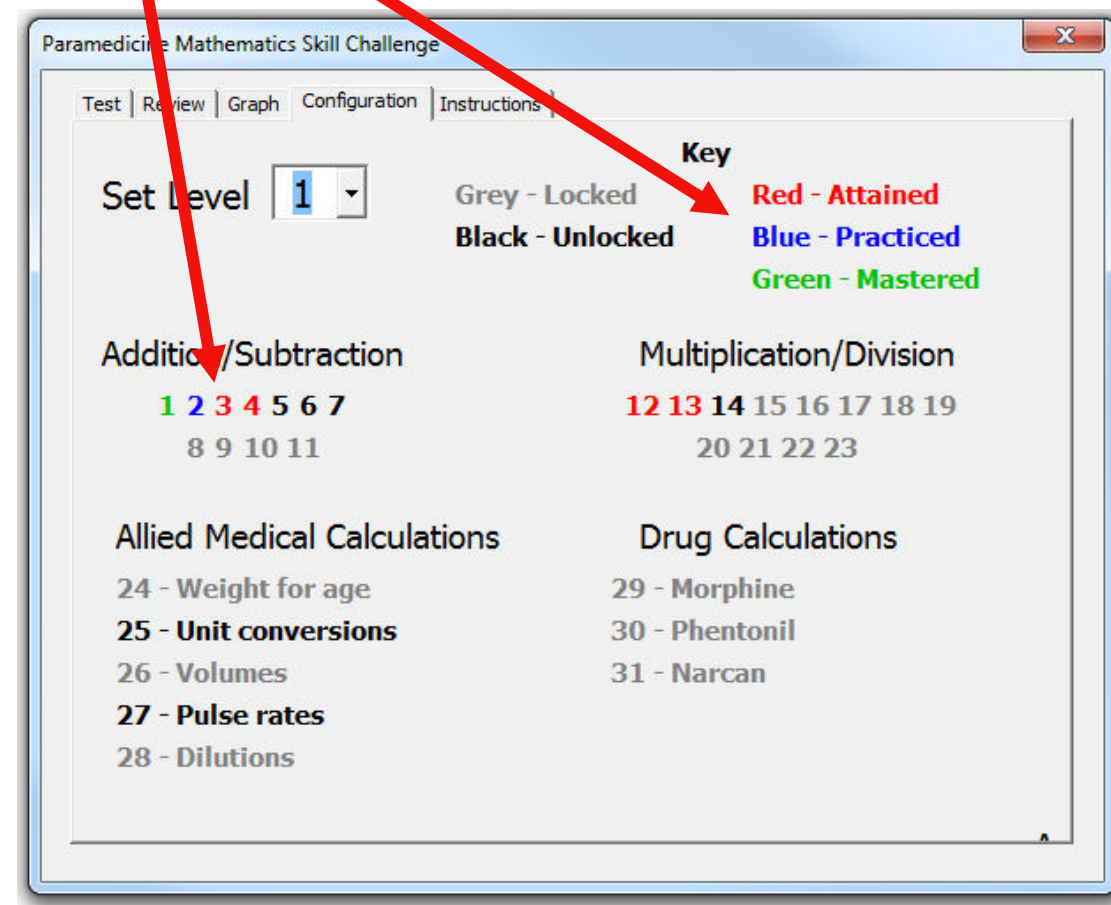 Paramedicine Mathematics Skill Challenge
Test Review Graph Configuration Instructions
Key
Set Level 1
Grey - Locked Red - Attained
Black - Unlocked Blue - Practiced
Green - Mastered
Addition/Subtraction Multiplication/Division
1 2 3 4 5 6 7 12 13 14 15 16 17 18 19
8 9 10 11 20 21 22 23
Allied Medical Calculations Drug Calculations
24 - Weight for age 29 - Morphine
25 - Unit conversions 30 - Phentonil
26 - Volumes 31 - Narcan
27 - Pulse rates
28 - Dilutions